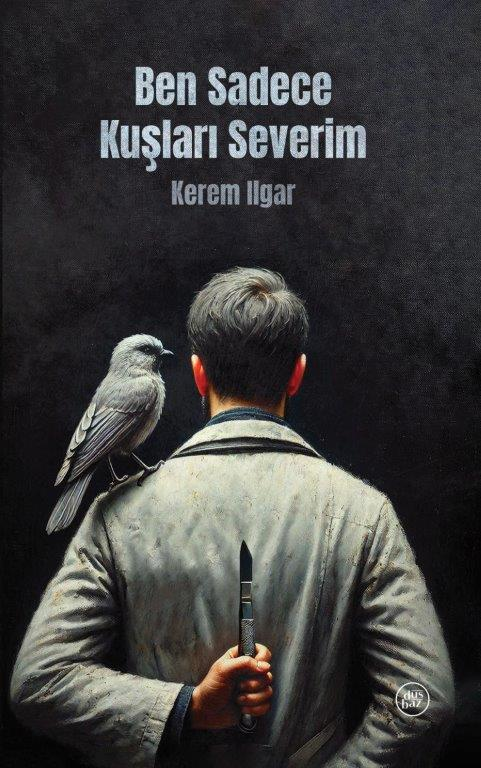 Ben Sadece
Kuşları Severim
Kerem Ilgar
düş
baz